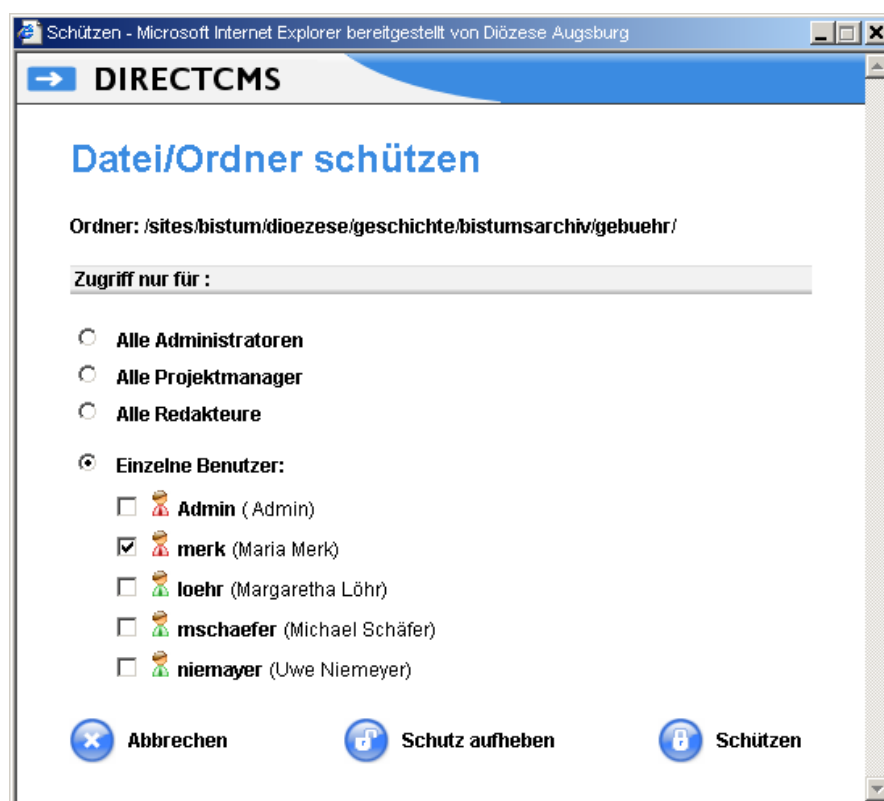 Schützen - Microsoft Internet Explorer bereitgestellt von Diözese Augsburg
DIRECTCMS
Datei/Ordner schützen
Ordner: /sites/bistum/dioezese/geschichte/bistumsarchiv/gebuehr/
Zugriff nur für :
Alle Administratoren
Alle Projektmanager
Alle Redakteure
Einzelne Benutzer:
Admin ( Admin)
merk (Maria Merk)
loehr (Margaretha Löhr)
mschaefer (Michael Schäfer)
niemayer (Uwe Niemeyer)
Abbrechen Schutz aufheben Schützen